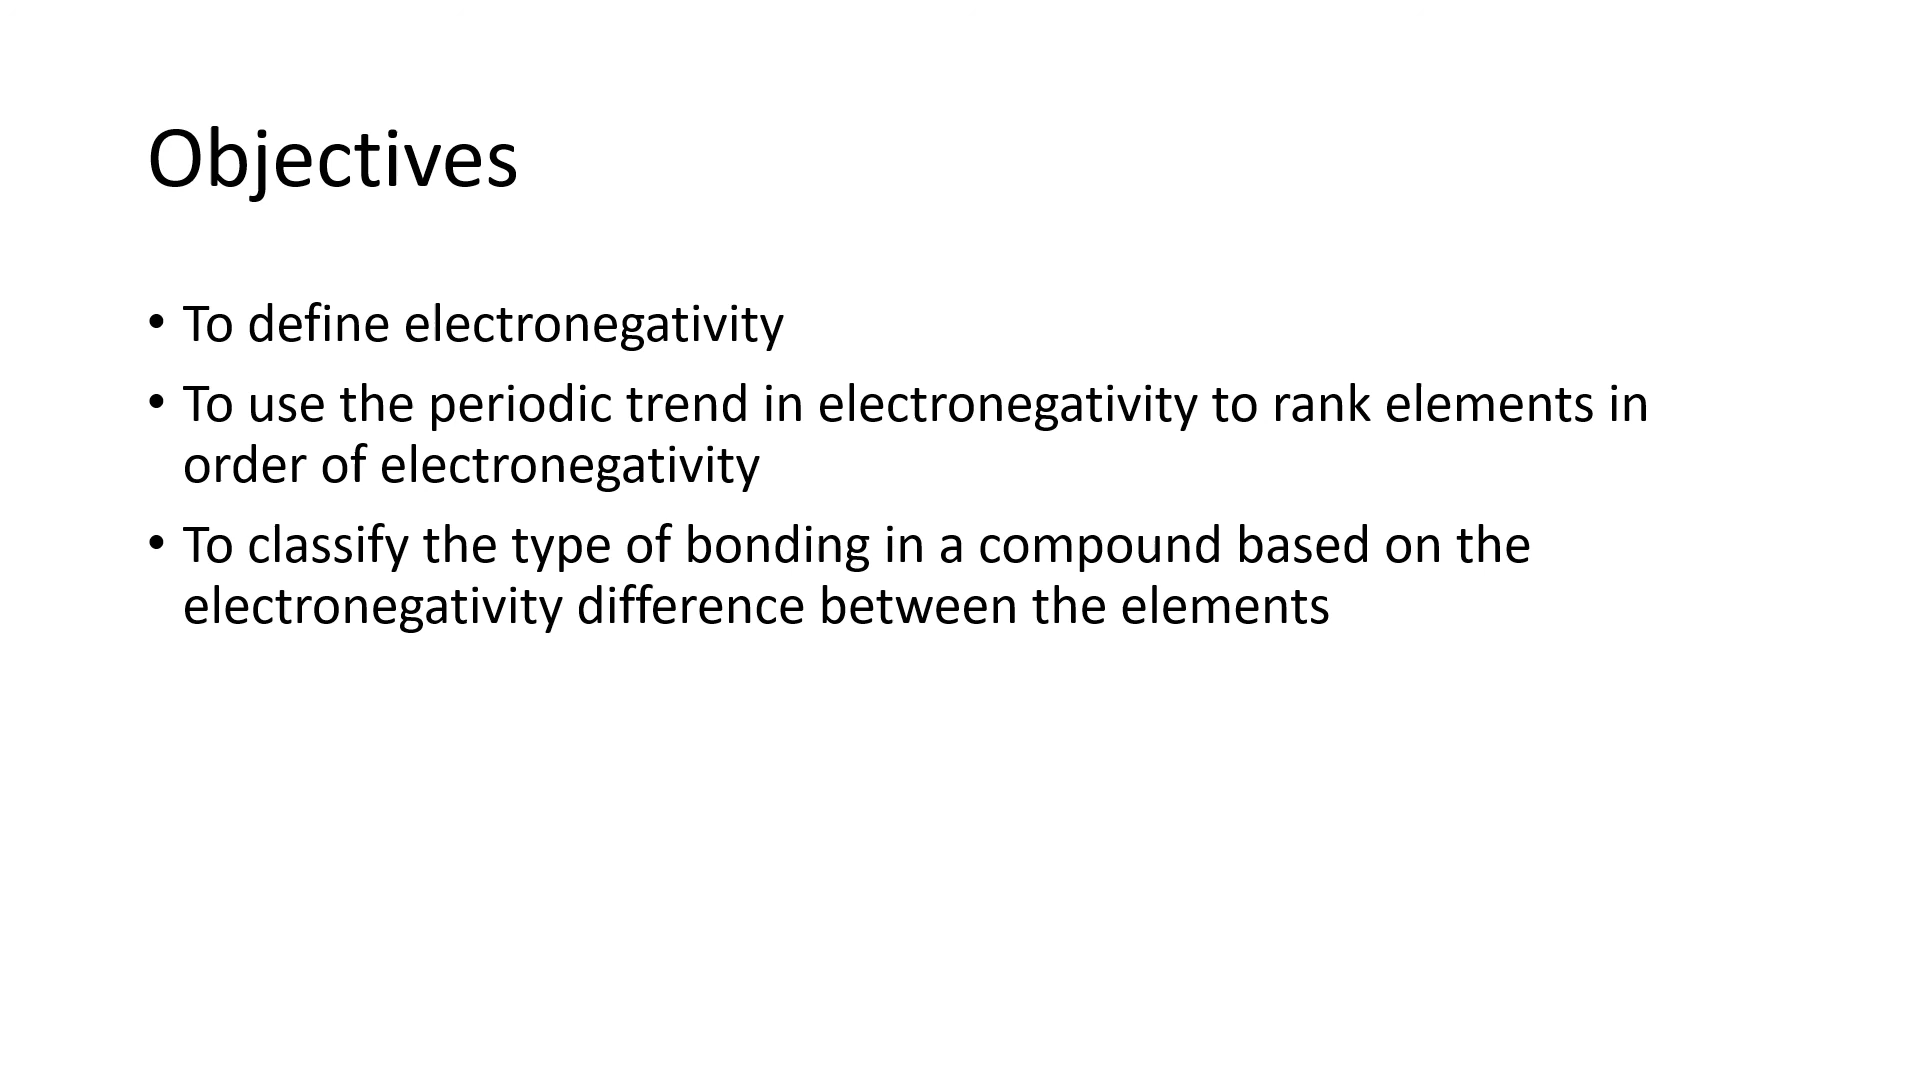 Objectives
• To define electronegativity
• To use the periodic trend in electronegativity to rank elements in
order of electronegativity
• To classify the type of bonding in a compound based on the
electronegativity difference between the elements